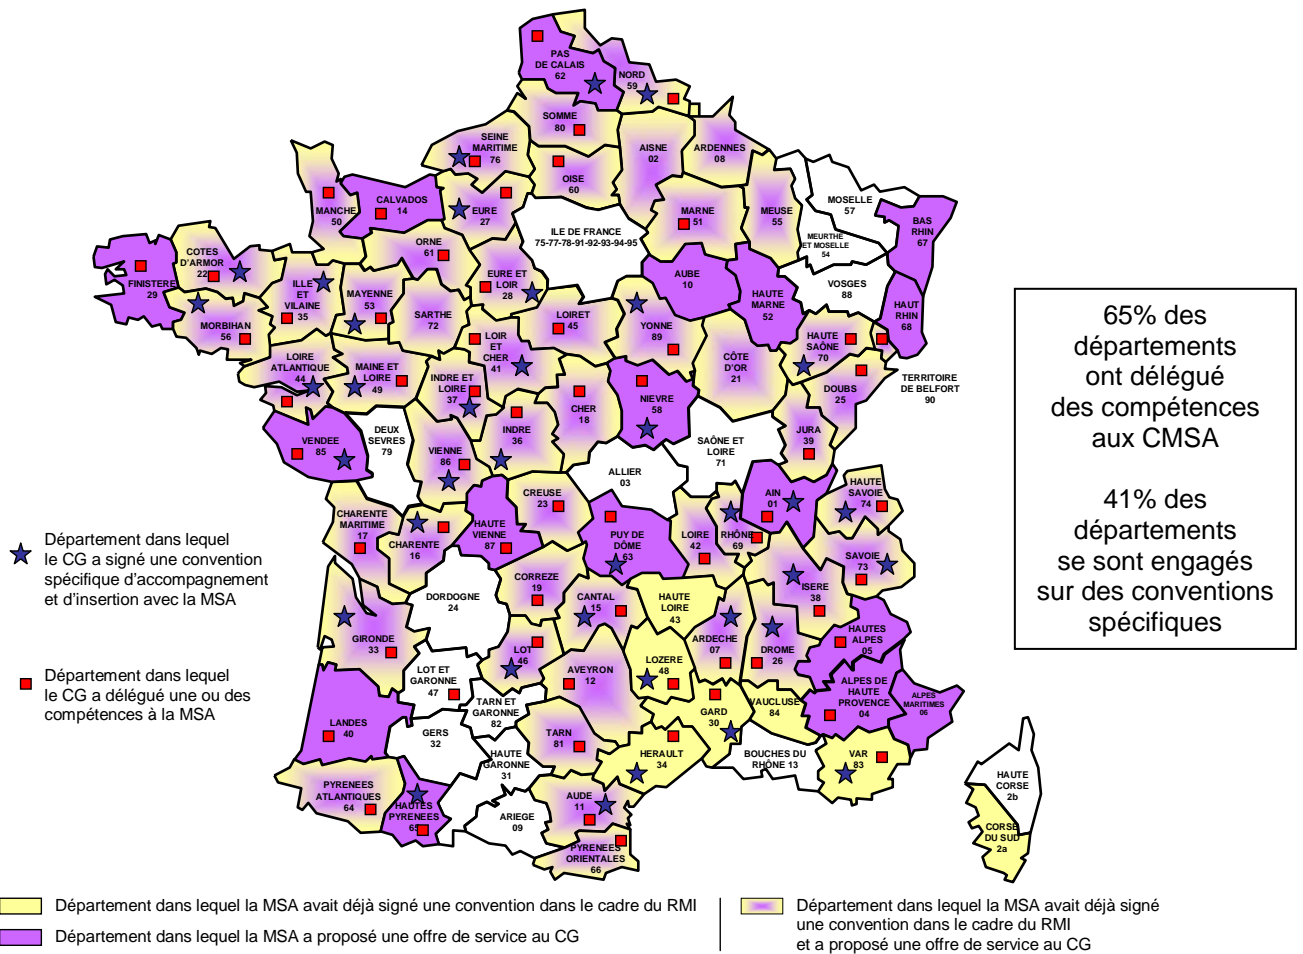 PAS
DE CALAIS
62
NORD
59
SOMME
80
SEINE
MARITIME
76
AISNE
02
ARDENNES
08
OISE
60
MANCHE
50
CALVADOS
14
EURE
27
ILE DE FRANCE
75-77-78-91-92-93-94-95
MARNE
51
MEUSE
55
MOSELLE
57
MEURTHE
ET MOSELLE
54
BAS
RHIN
67
VOSGES
88
HAUT
RHIN
68
FINISTERE
29
COTES
D'ARMOR
22
MORBIHAN
56
ILLE
ET
VILAINE
35
MAYENNE
53
ORNE
61
SARTHE
72
EURE ET
LOIR
28
LOIRET
45
AUBE
10
HAUTE
MARNE
52
YONNE
89
CÔTE
D'OR
21
HAUTE
SAÔNE
70
TERRITOIRE
DE BELFORT
90
DOUBS
25
JURA
39
LOIRE
ATLANTIQUE
44
MAINE ET
LOIRE
49
INDRE ET
LOIRE
37
LOIR
ET
CHER
41
CHER
18
NIEVRE
58
SAÔNE ET
LOIRE
71
VENDEE
85
DEUX
SEVRES
79
VIENNE
86
INDRE
36
ALLIER
03
CREUSE
23
HAUTE
VIENNE
87
PUY DE
DÔME
63
LOIRE
42
RHÔNE
69
AIN
01
HAUTE
SAVOIE
74
SAVOIE
73
CHARENTE
MARITIME
17
CHARENTE
16
DORDOGNE
24
CORREZE
19
CANTAL
15
HAUTE
LOIRE
43
ISERE
38
ARDECHE
07
DROME
26
HAUTES
ALPES
05
GIRONDE
33
LOT ET
GARONNE
47
LOT
46
AVEYRON
12
LOZERE
48
GARD
30
VAUCLUSE
84
ALPES DE
HAUTE
PROVENCE
04
ALPES
MARITIMES
06
LANDES
40
GERS
32
TARN ET
GARONNE
82
TARN
81
HERAULT
34
BOUCHES DU
RHÔNE 13
VAR
83
PYRENEES
ATLANTIQUES
64
HAUTES
PYRENEES
65
HAUTE
GARONNE
31
ARIEGE
09
AUDE
11
PYRENEES
ORIENTALES
66
HAUTE
CORSE
2b
CORSE
DU SUD
2a
65% des
départements
ont délégué
des compétences
aux CMSA
41% des
départements
se sont engagés
sur des conventions
spécifiques
Département dans lequel
le CG a signé une convention
spécifique d'accompagnement
et d'insertion avec la MSA
Département dans lequel
le CG a délégué une ou des
compétences à la MSA
Département dans lequel la MSA avait déjà signé une convention dans le cadre du RMI
Département dans lequel la MSA a proposé une offre de service au CG
Département dans lequel la MSA avait déjà signé
une convention dans le cadre du RMI
et a proposé une offre de service au CG